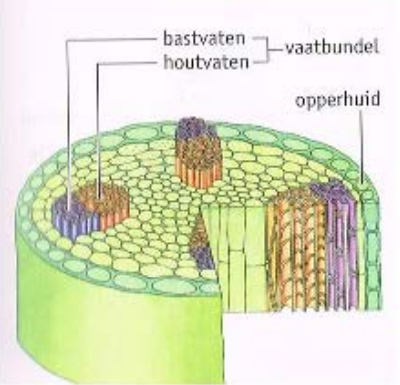 bastvaten
houtvaten
vaatbundel
opperhuid